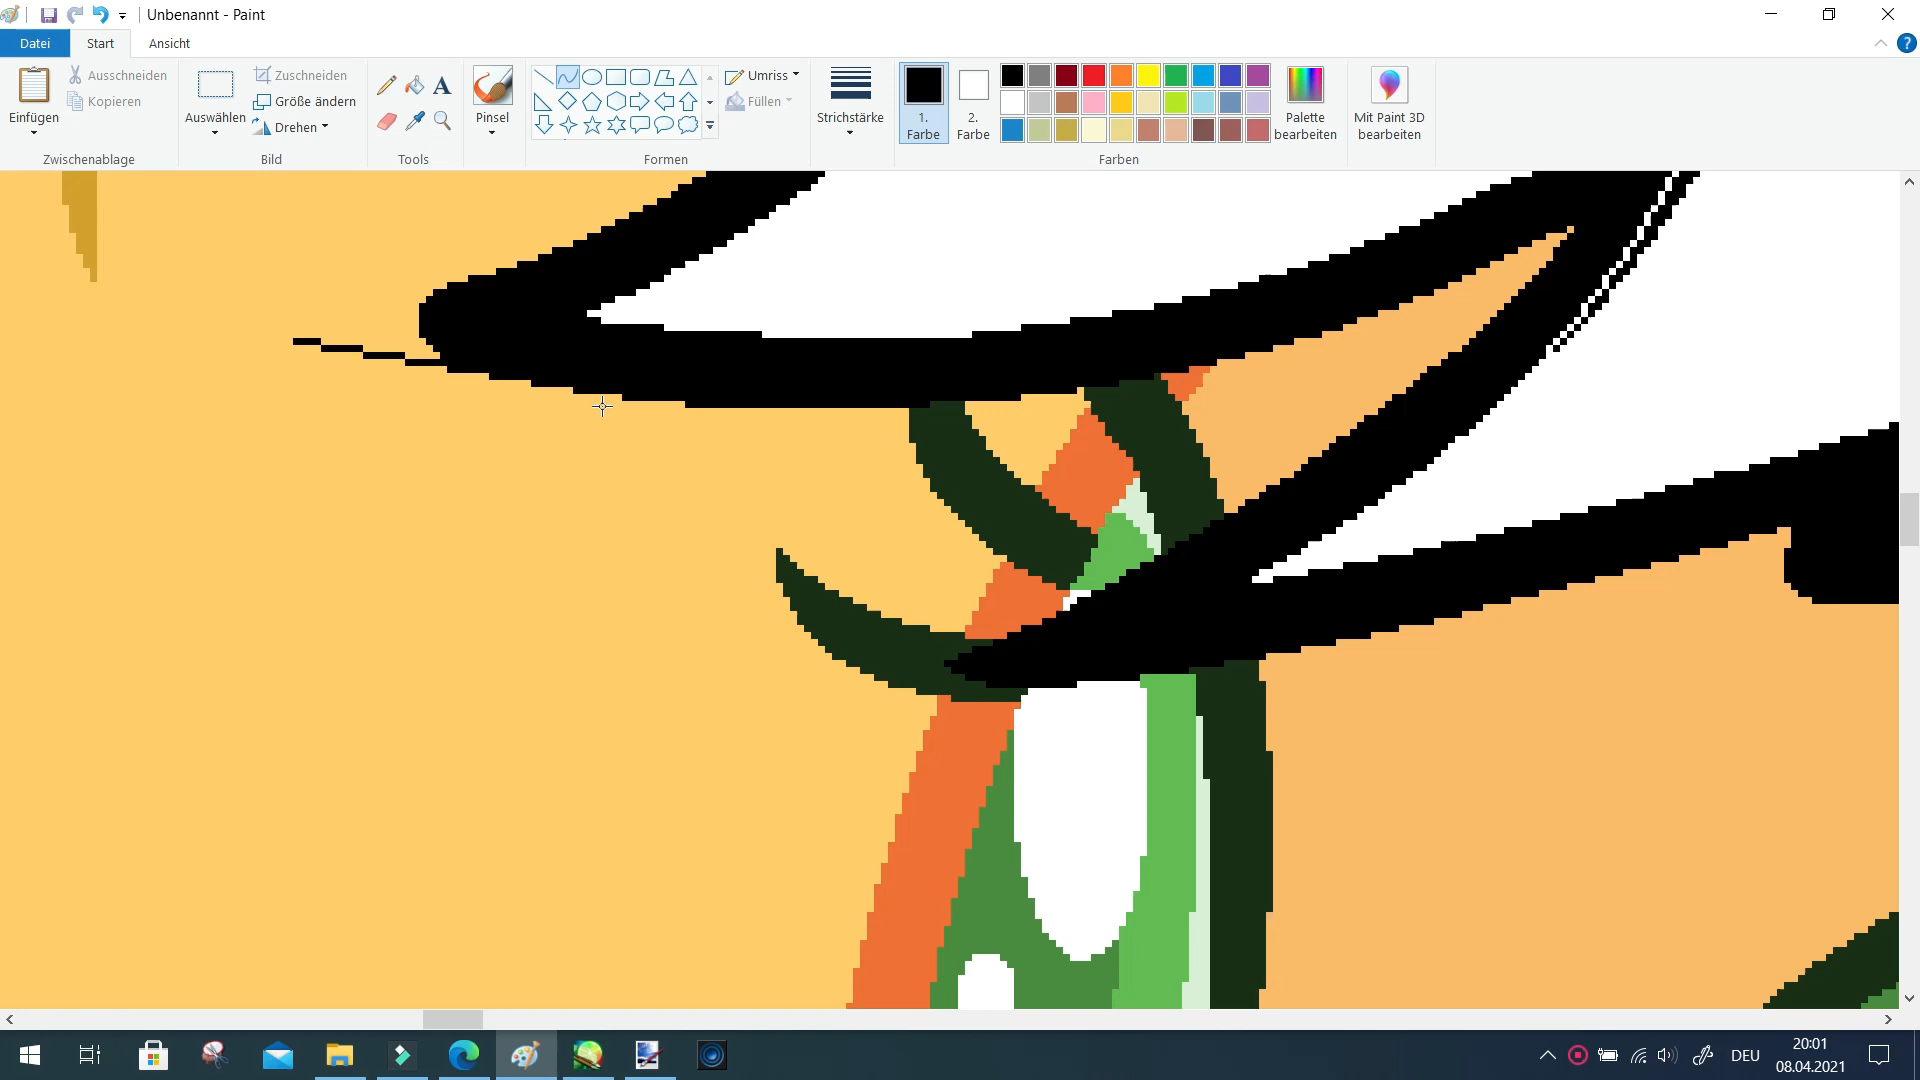 Unbenannt - Paint
Datei
Start
Ansicht
Einfügen
Ausschneiden
Kopieren
Zwischenablage
Auswählen
Zuschneiden
Größe ändern
Drehen
Bild
A
Tools
Pinsel
Umriss
Füllen
Formen
Strichstärke
1.
Farbe
2.
Farbe
Palette
bearbeiten
Farben
Mit Paint 3D
bearbeiten
?
DEU
20:01
08.04.2021